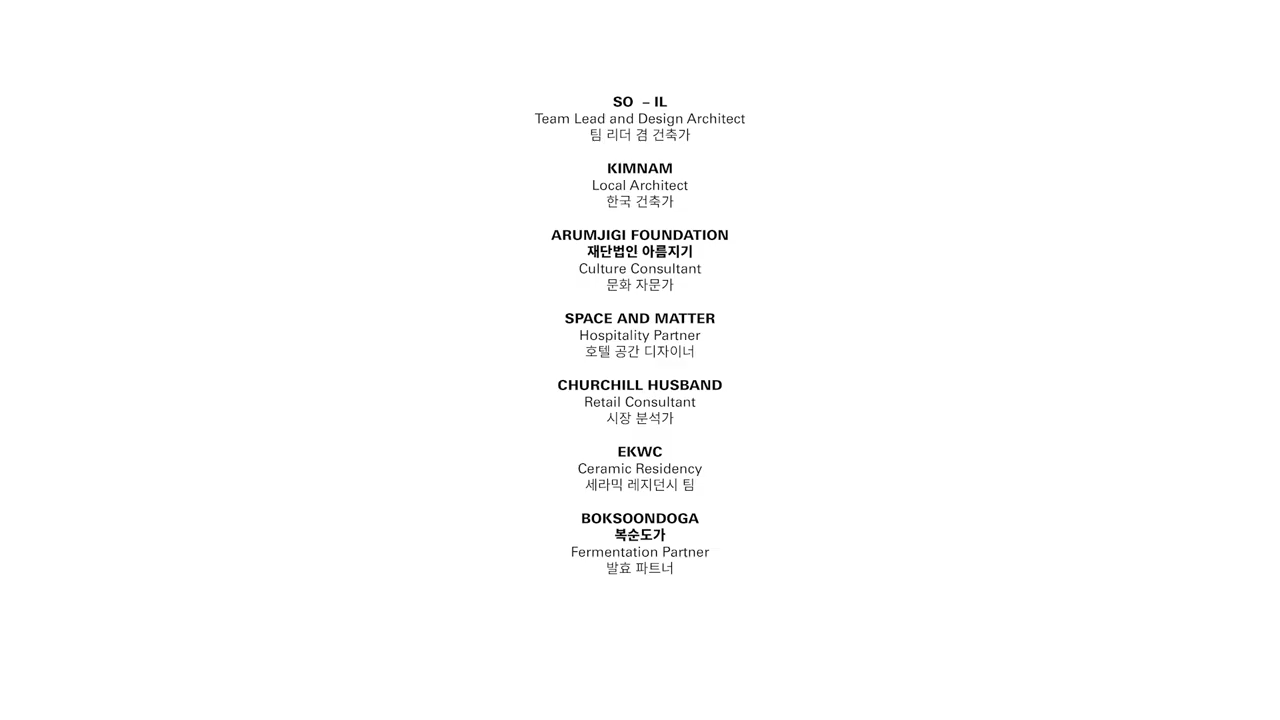 SO – IL
Team Lead and Design Architect
팀 리더 겸 건축가
KIMNAM
Local Architect
한국 건축가
ARUMJIGI FOUNDATION
재단법인 아름지기
Culture Consultant
문화 자문가
SPACE AND MATTER
Hospitality Partner
호텔 공간 디자이너
CHURCHILL HUSBAND
Retail Consultant
시장 분석가
EKWC
Ceramic Residency
세라믹 레지던시 팀
BOKSOONDOGA
복순도가
Fermentation Partner
발효 파트너